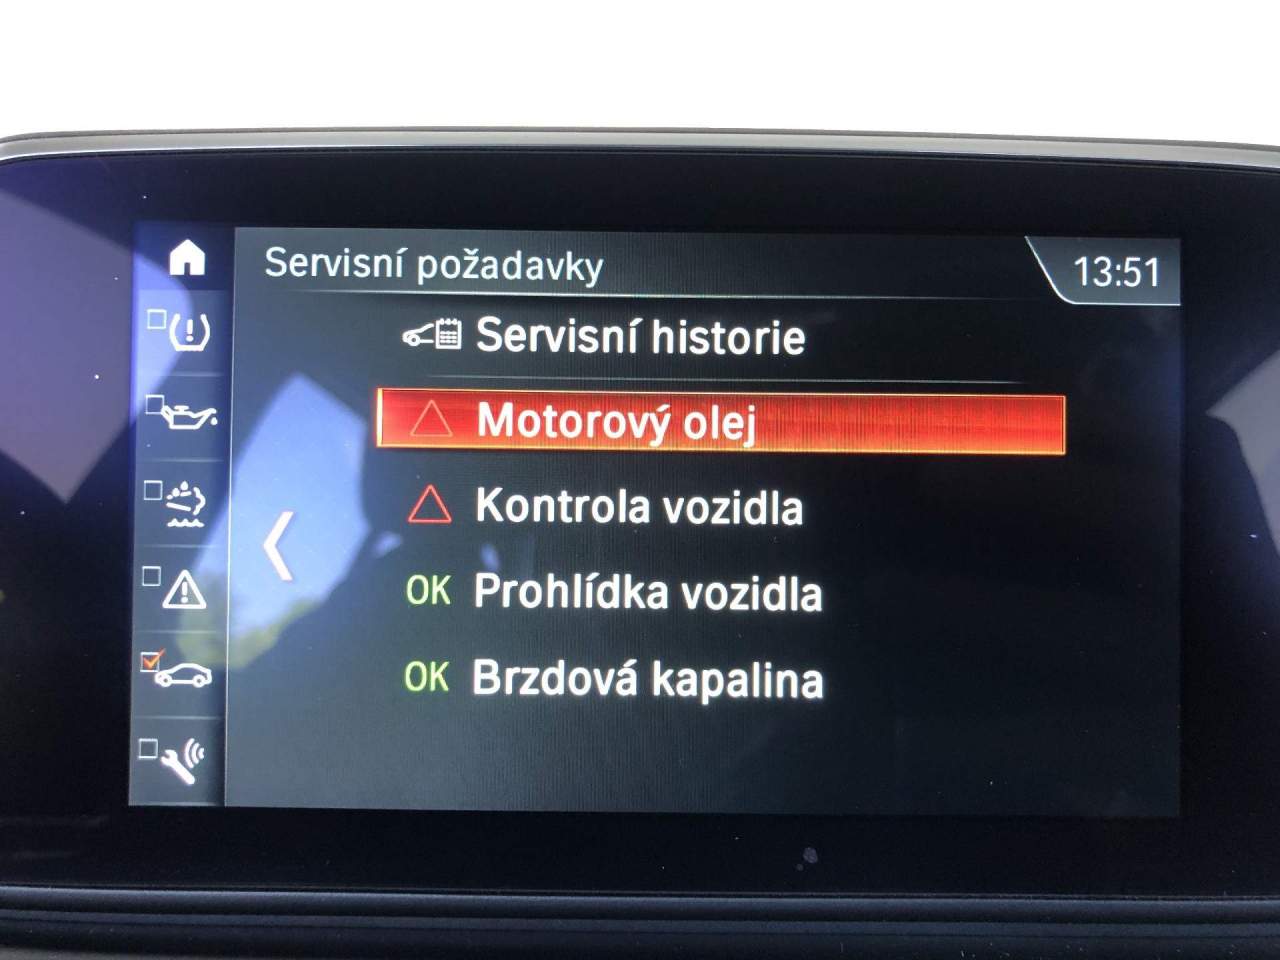 Servisní požadavky
13:51
Servisní historie
Motorový olej
Kontrola vozidla
OK Prohlídka vozidla
OK Brzdová kapalina